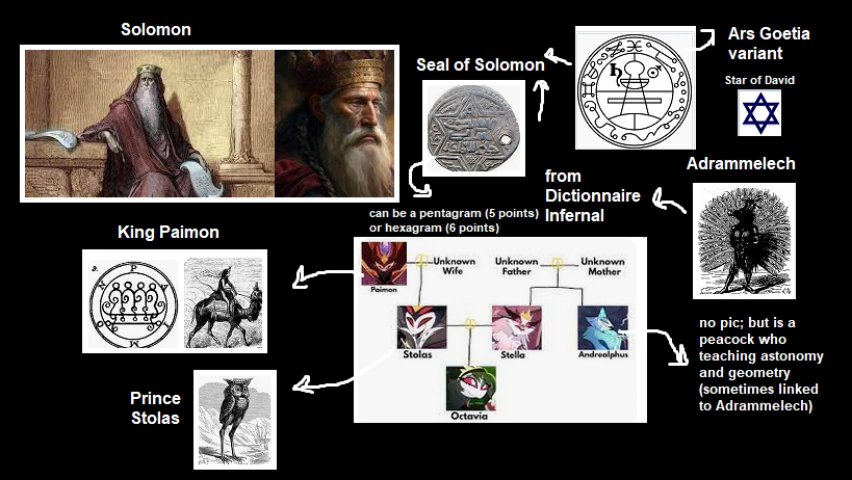 Solomon
Seal of Solomon
Ars Goetia
variant
Star of David
Adrammelech
from
Dictionnaire
Infernal
can be a pentagram (5 points)
or hexagram (6 points)
King Paimon
Paimon
Unknown
Wife
Unknown
Father
Unknown
Mother
Stolas
Stella
Andrealphus
Octavia
no pic; but is a
peacock who
teaching astonomy
and geometry
(sometimes linked
to Adrammelech)
Prince
Stolas